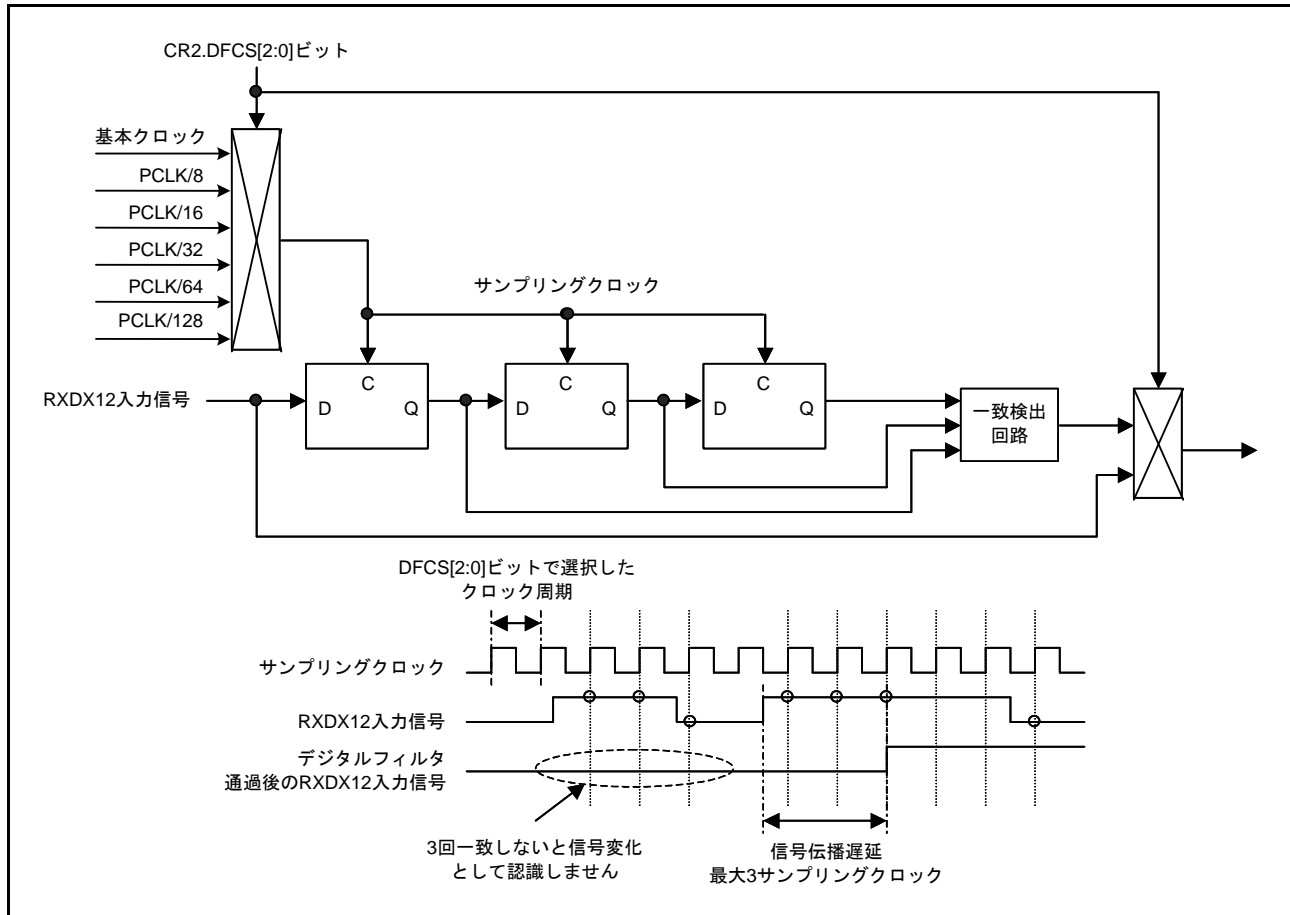 CR2.DFCS[2:0]ビット
基本クロック
PCLK/8
PCLK/16
PCLK/32
PCLK/64
PCLK/128
サンプリングクロック
RXDX12入力信号
C
D
Q
C
D
Q
C
D
Q
一致検出
回路
DFCS[2:0]ビットで選択した
クロック周期
サンプリングクロック
RXDX12入力信号
デジタルフィルタ
通過後のRXDX12入力信号
3回一致しないと信号変化
として認識しません
信号伝播遅延
最大3サンプリングクロック